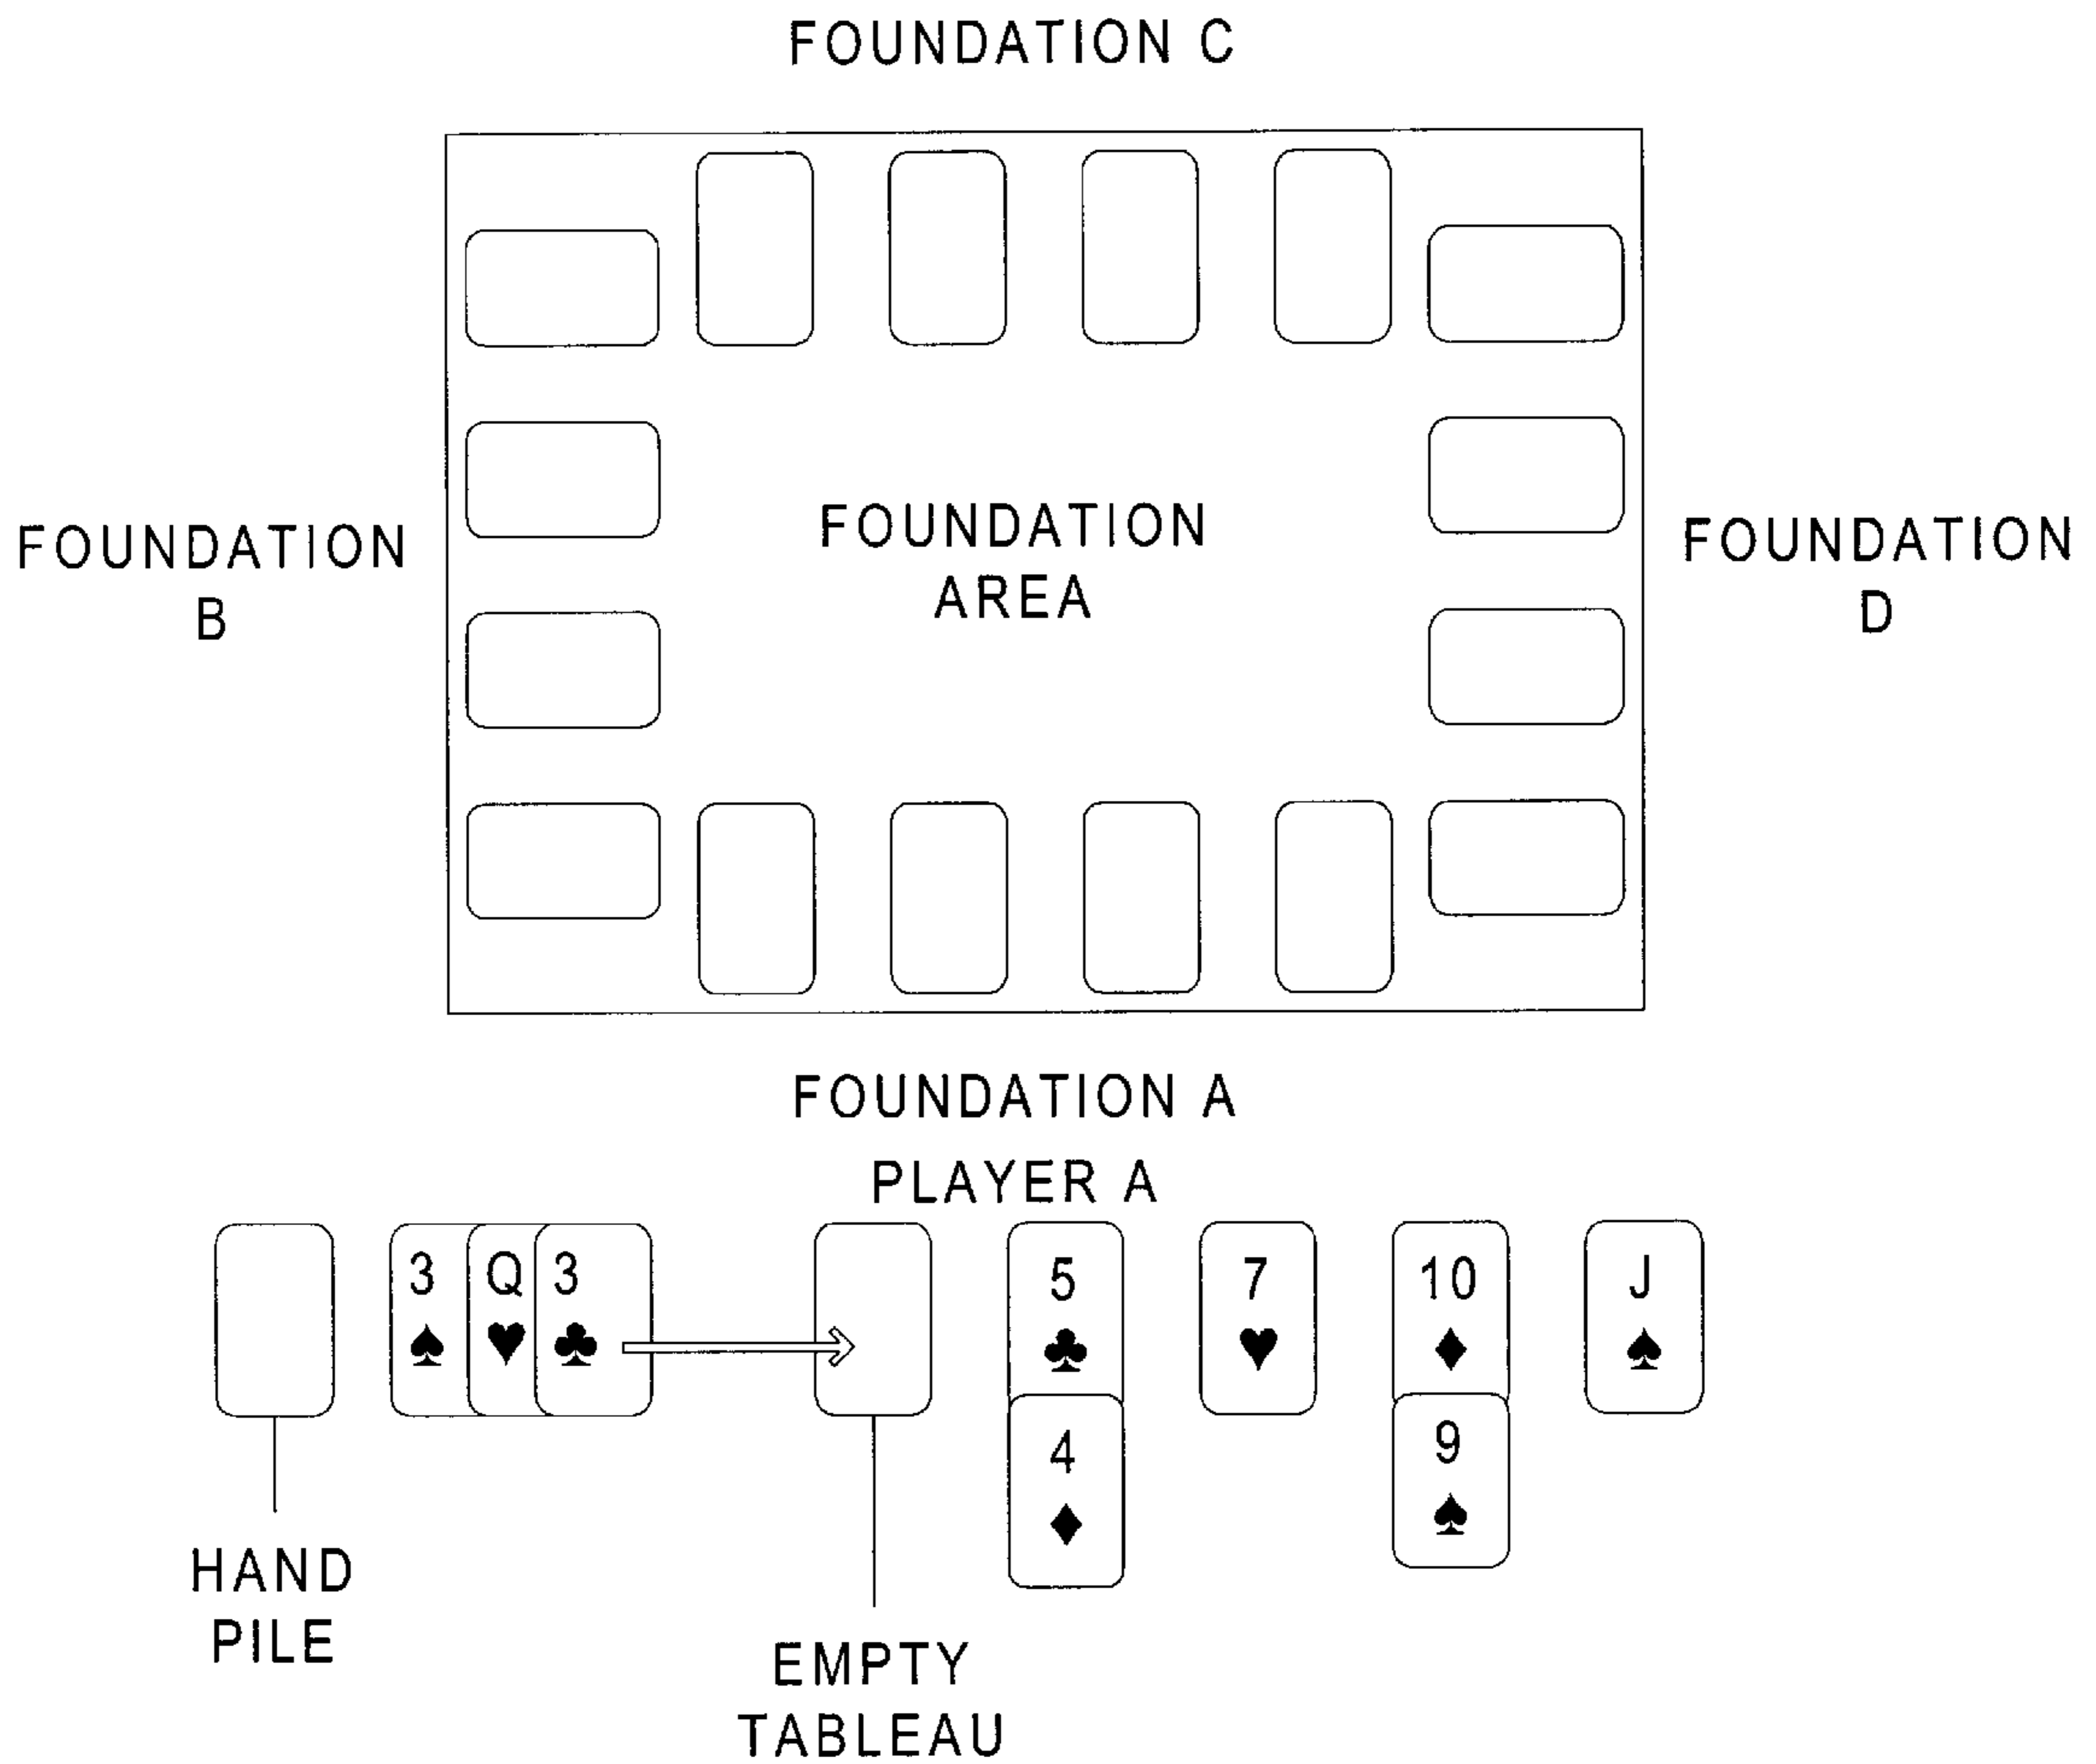 FOUNDATION C
FOUNDATION
B
FOUNDATION
AREA
FOUNDATION
D
FOUNDATION A
PLAYER A
3 Q 3 5 7 10 J
♠ ♥ ♣ ♣ ♥ ♦ ♠
4 9
♦ ♠
HAND
PILE
EMPTY
TABLEAU